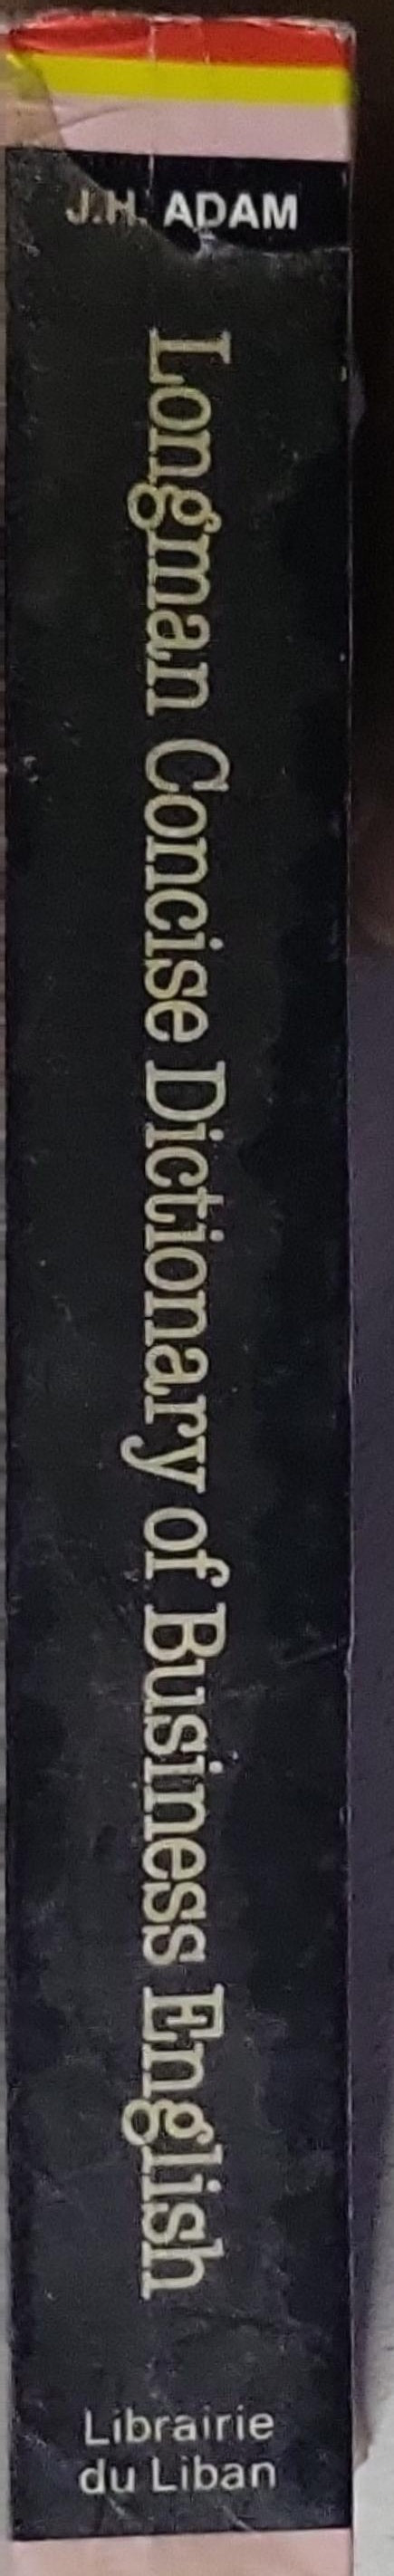 J.H. ADAM
Longman Concise Dictionary of Business English
Librairie
du Liban